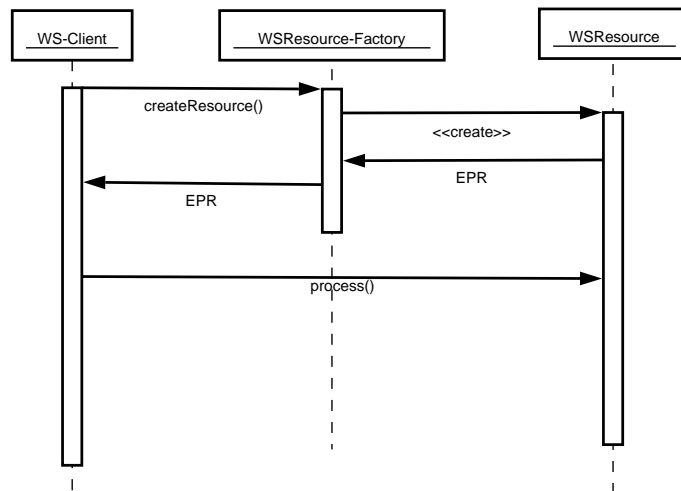 WS-Client
WSResource-Factory
WSResource
createResource()
<<create>>
EPR
EPR
process()